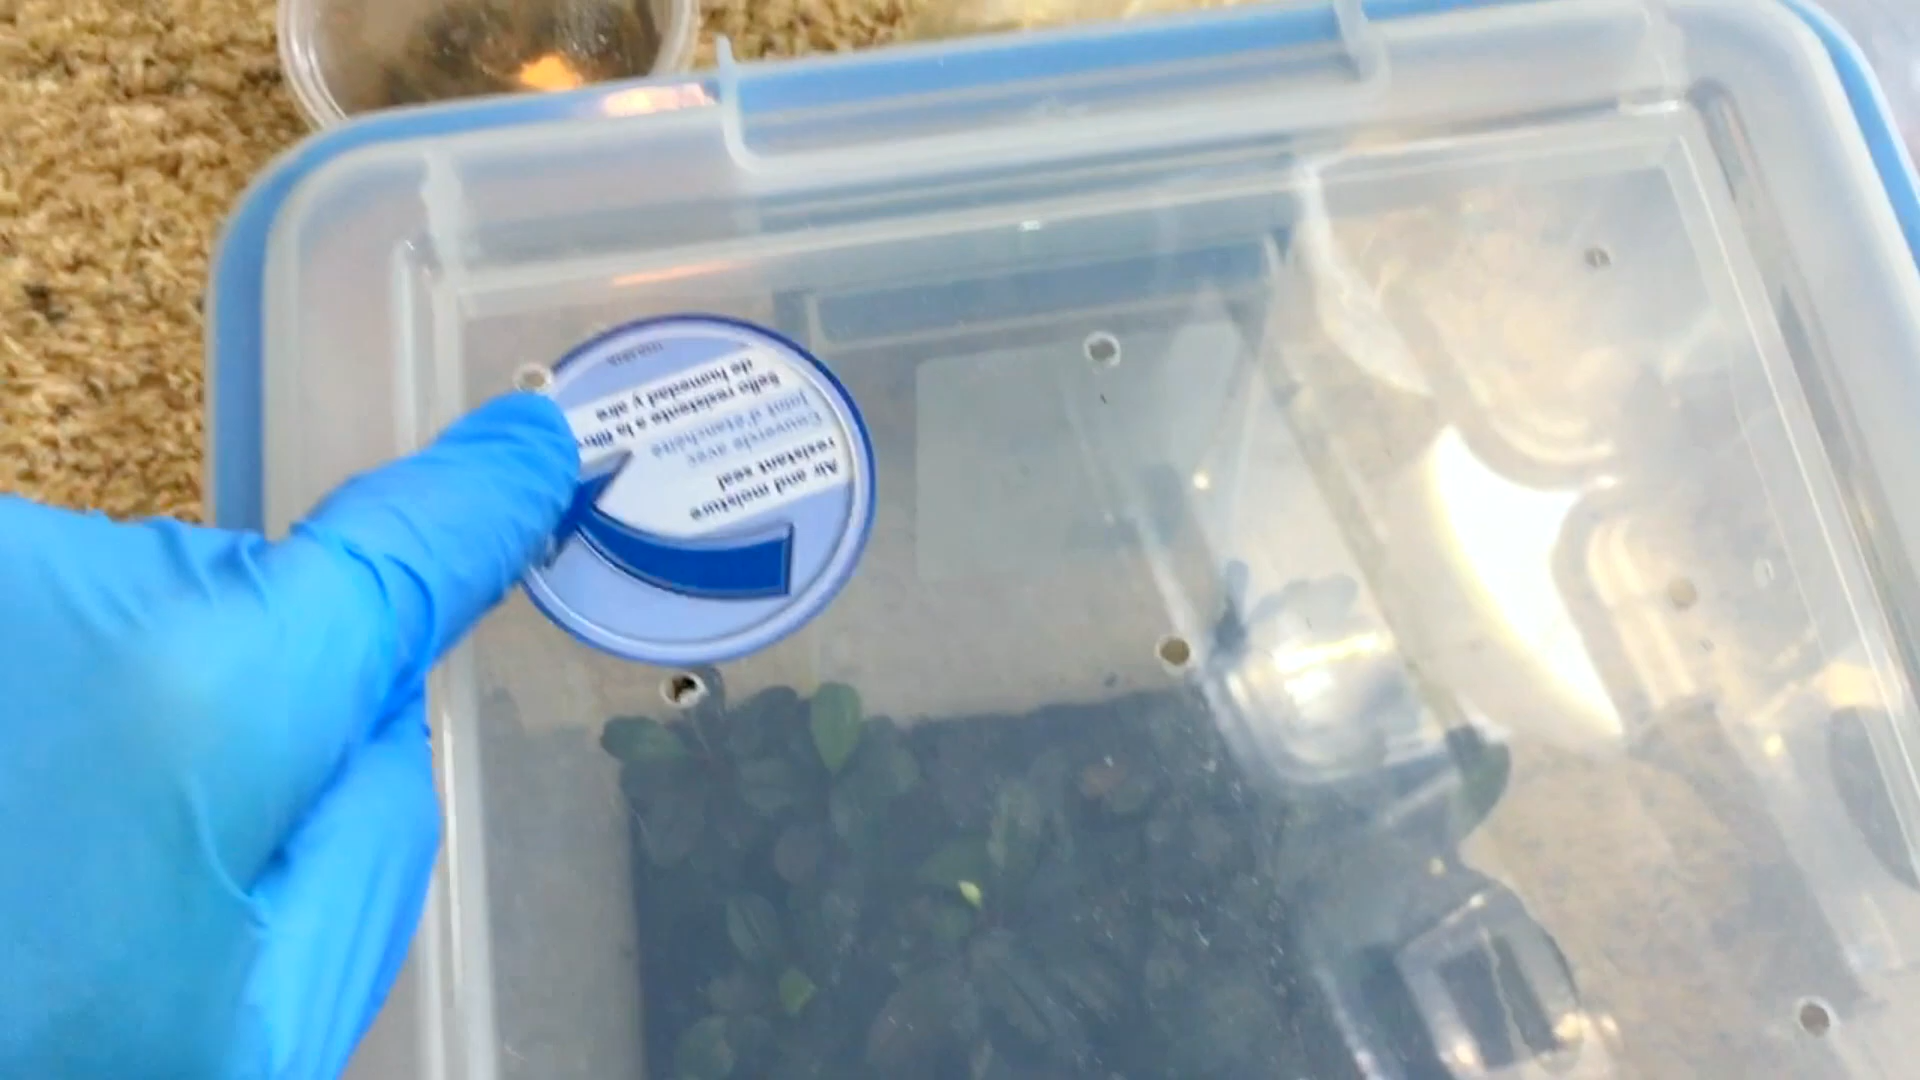 Air and moisture
resistant seal
Couvercle avec
joint d'étanchéité
Sello resistente a la
de humedad y aire